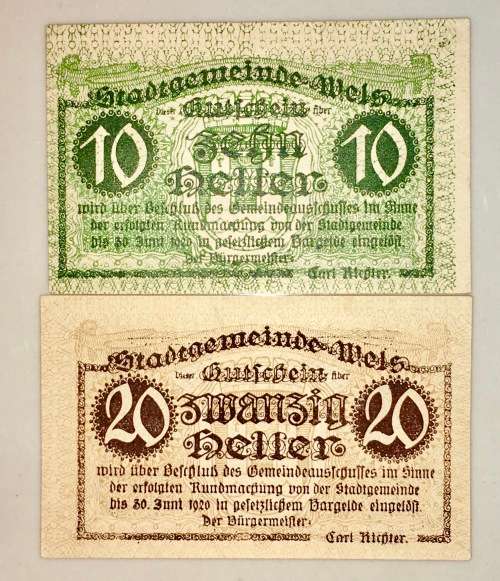 Stadtgemeinde Wels
Dieser Gutschein über
10 Zehn 10
Heller
wird über Beschluß des Gemeindeausschusses im Sinne
der erfolgten Kundmachung von der Stadtgemeinde
bis 30. Juni 1920 in gesetzlichem Bargelde eingelöst.
Der Bürgermeister:
Carl Richter.
Stadtgemeinde Wels
Dieser Gutschein über
20 Zwanzig 20
Heller
wird über Beschluß des Gemeindeausschusses im Sinne
der erfolgten Kundmachung von der Stadtgemeinde
bis 30. Juni 1920 in gesetzlichem Bargelde eingelöst.
Der Bürgermeister:
Carl Richter.